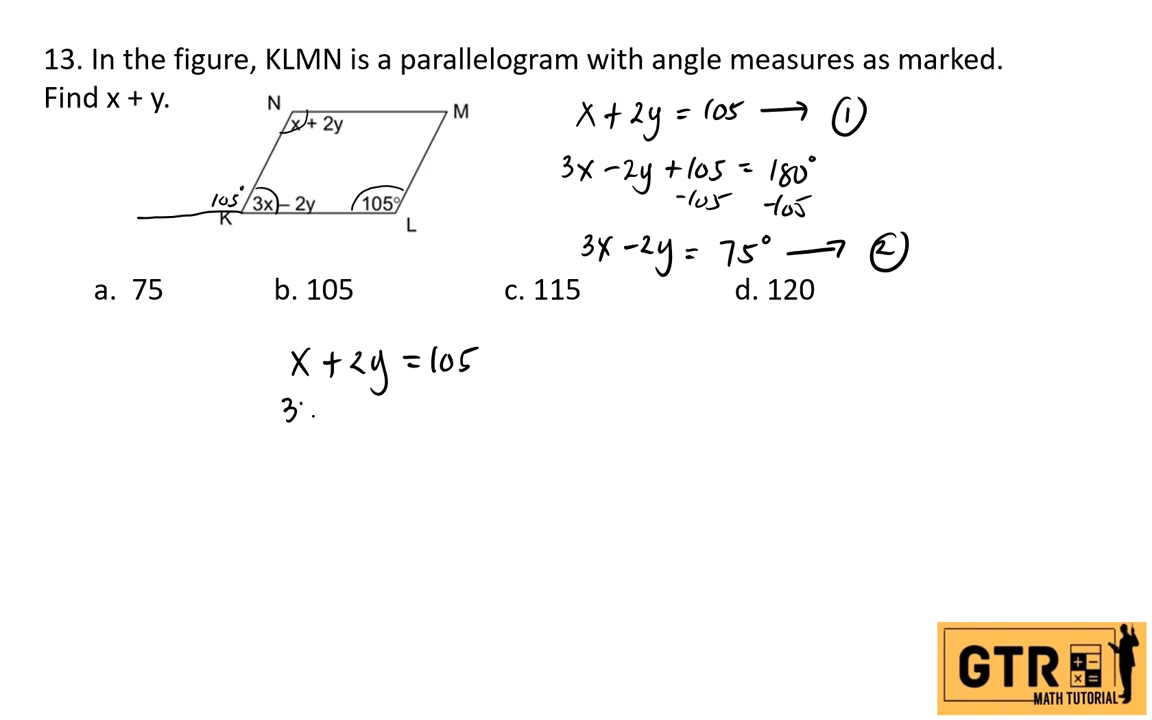 13. In the figure, KLMN is a parallelogram with angle measures as marked.
Find x + y.
N
M
x + 2y
105°
3x – 2y
105°
K
L
x + 2y = 105 → ①
3x - 2y + 105 = 180°
-105 -105
3x - 2y = 75° → ②
a. 75 b. 105 c. 115 d. 120
x + 2y = 105
3
GTR
MATH TUTORIAL